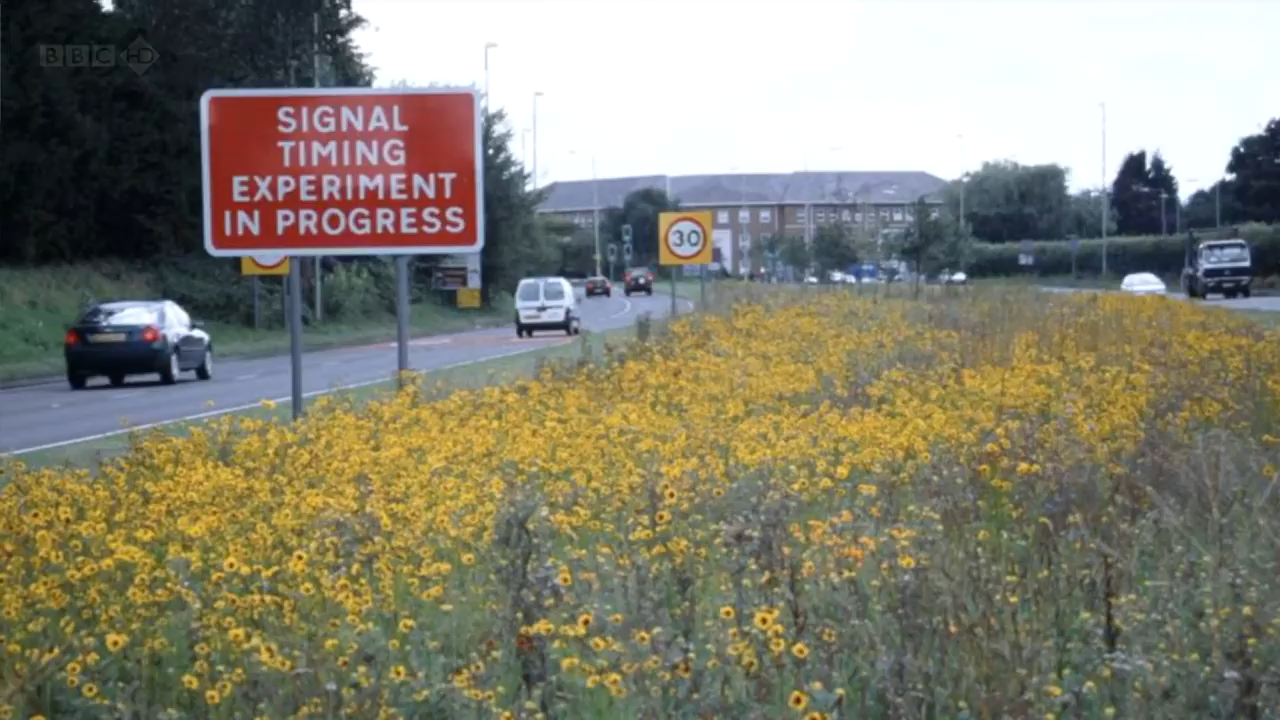 BBC HD
SIGNAL
TIMING
EXPERIMENT
IN PROGRESS
30